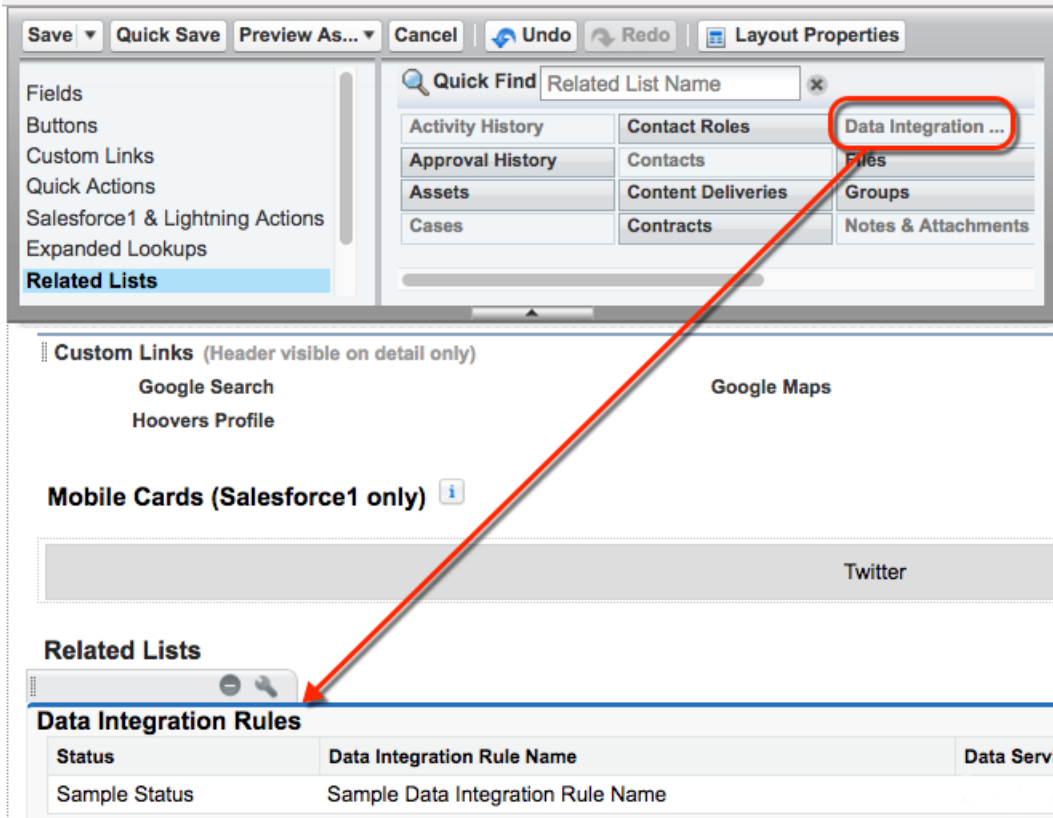 Save Quick Save Preview As... Cancel Undo Redo Layout Properties
Fields
Buttons
Custom Links
Quick Actions
Salesforce1 & Lightning Actions
Expanded Lookups
Related Lists
Quick Find Related List Name
Activity History Contact Roles Data Integration ...
Approval History Contacts Files
Assets Content Deliveries Groups
Cases Contracts Notes & Attachments
Custom Links (Header visible on detail only)
Google Search Google Maps
Hoovers Profile
Mobile Cards (Salesforce1 only) i
Twitter
Related Lists
Data Integration Rules
Status Data Integration Rule Name Data Servi
Sample Status Sample Data Integration Rule Name